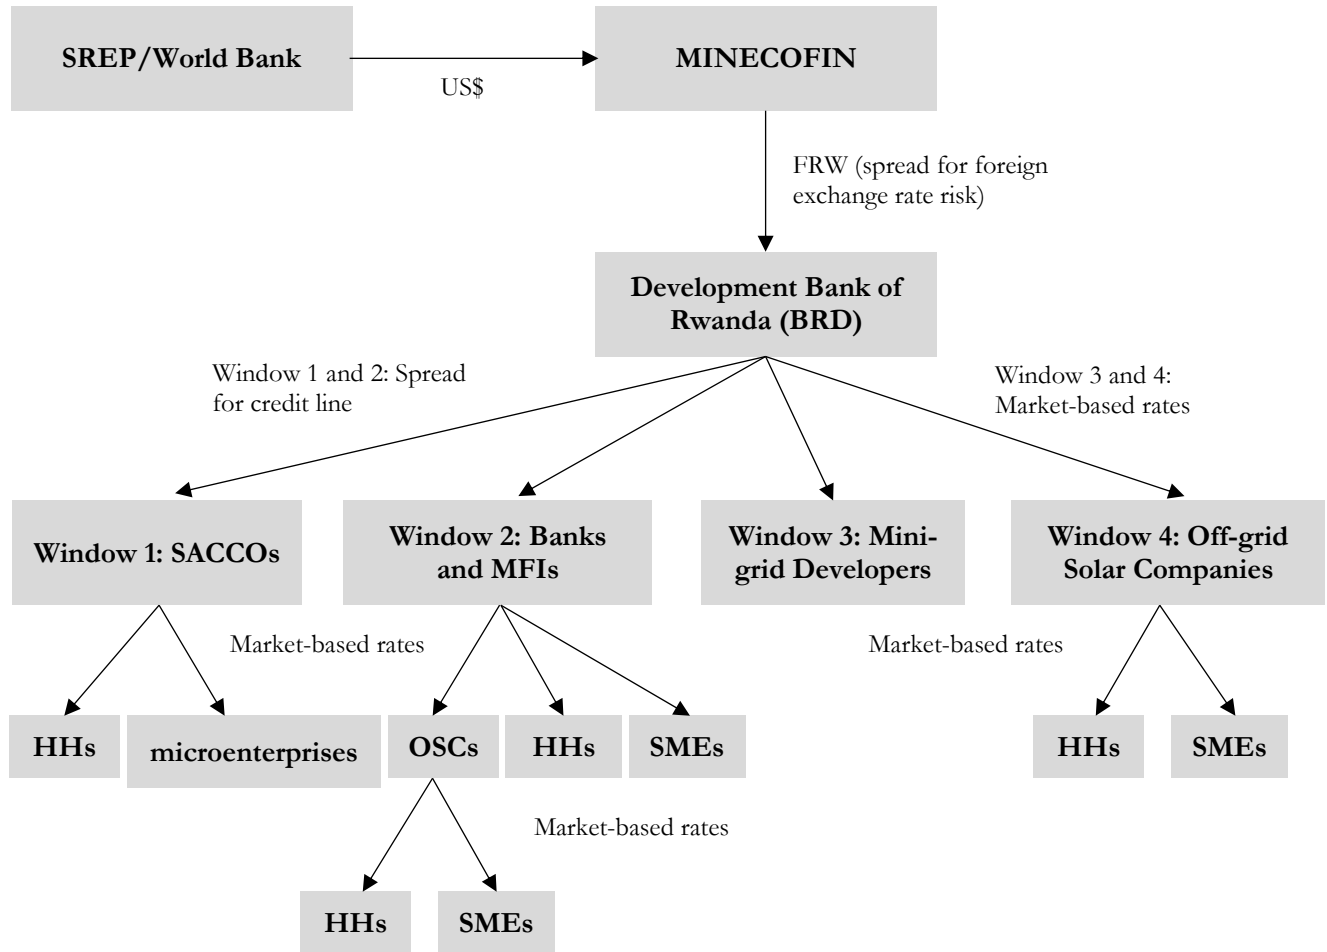 SREP/World Bank
MINECOFIN
US$
FRW (spread for foreign
exchange rate risk)
Development Bank of
Rwanda (BRD)
Window 1 and 2: Spread
for credit line
Window 3 and 4:
Market-based rates
Window 1: SACCOs
Window 2: Banks
and MFIs
Window 3: Mini-
grid Developers
Window 4: Off-grid
Solar Companies
Market-based rates
Market-based rates
HHs
microenterprises
OSCs
HHs
SMEs
HHs
SMEs
Market-based rates
HHs
SMEs